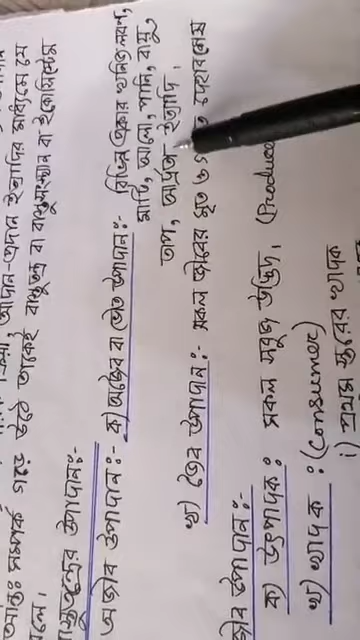 আন্তঃ সম্পর্ক গড়ে উঠে তাকেই বাস্তুতন্ত্র বা বাস্তুসংস্থান বা ইকোসিস্টেম
বলে।
বাস্তুতন্ত্রের উপাদান:-
অজীব উপাদান:- ক) অজৈব বা ভৌত উপাদান:- বিভিন্ন প্রকার খনিজ লবণ,
মাটি, আলো, পানি, বায়ু,
তাপ, আর্দ্রতা ইত্যাদি।
খ) জৈব উপাদান:- সকল জীবের মৃত ও
জীব উপাদান:-
ক) উৎপাদক: সকল সবুজ উদ্ভিদ। (Produce
খ) খাদক: (Consumer)
i) প্রথম স্তরের খাদক